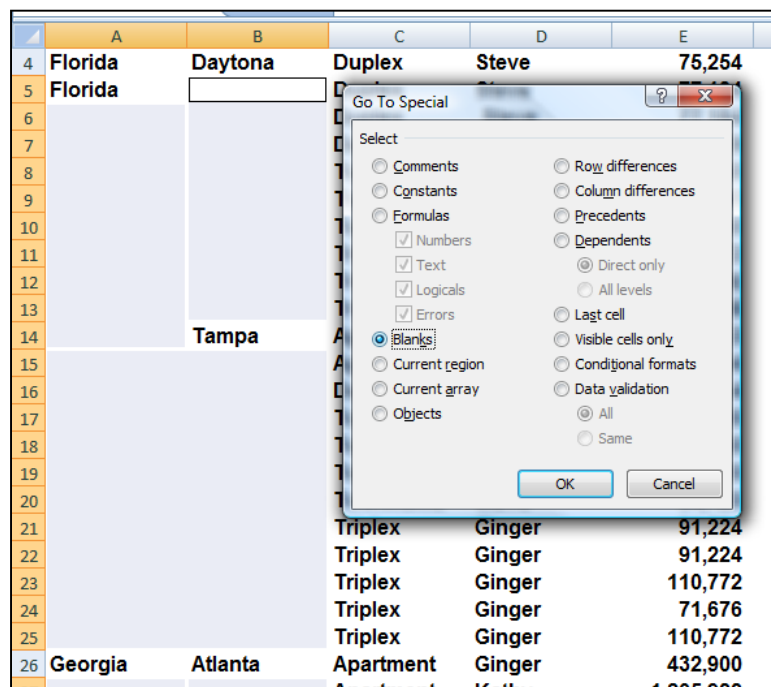 A B C D E
4 Florida Daytona Duplex Steve 75,254
5 Florida
Go To Special
6
7
8
9
10
11
12
13
14 Tampa
15
16
17
18
19
20
Select
Comments
Constants
Formulas
Numbers
Text
Logicals
Errors
Blanks
Current region
Current array
Objects
Row differences
Column differences
Precedents
Dependents
Direct only
All levels
Last cell
Visible cells only
Conditional formats
Data validation
All
Same
OK Cancel
21 Triplex Ginger 91,224
22 Triplex Ginger 91,224
23 Triplex Ginger 110,772
24 Triplex Ginger 71,676
25 Triplex Ginger 110,772
26 Georgia Atlanta Apartment Ginger 432,900